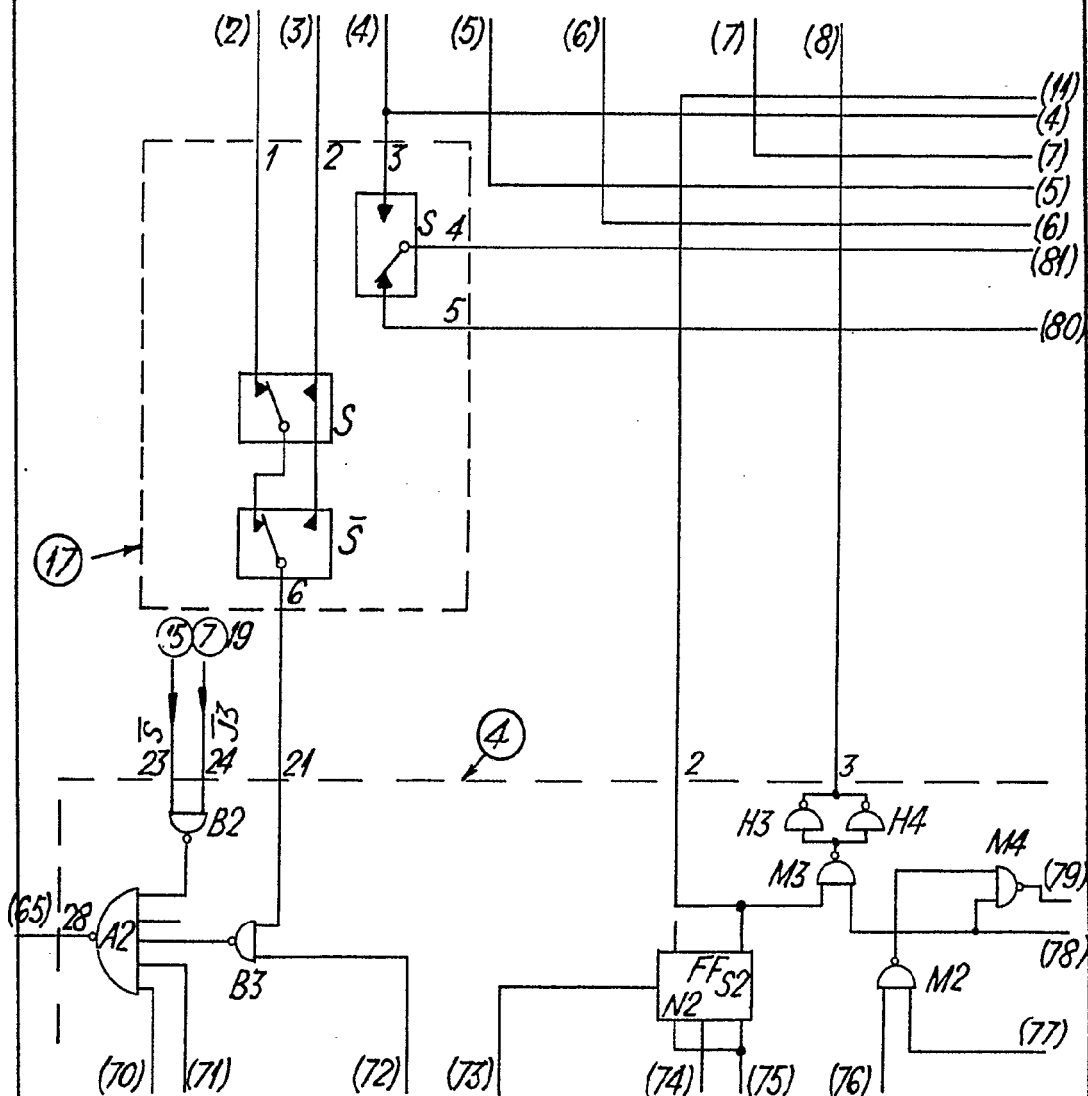 (2) (3) (4) (5) (6) (7) (8)
(11)
(4)
1 2 3
(7)
(5)
S 4
(6)
(81)
5
(80)
S
S̅
17
6
15 7 19
S̅ J̅3̅
4
23 24 21 2 3
B2
H3 H4
M4
M3
(79)
(65) 28 A2
B3
(78)
FF S2
N2
M2
(77)
(70) (71) (72) (73) (74) (75) (76)